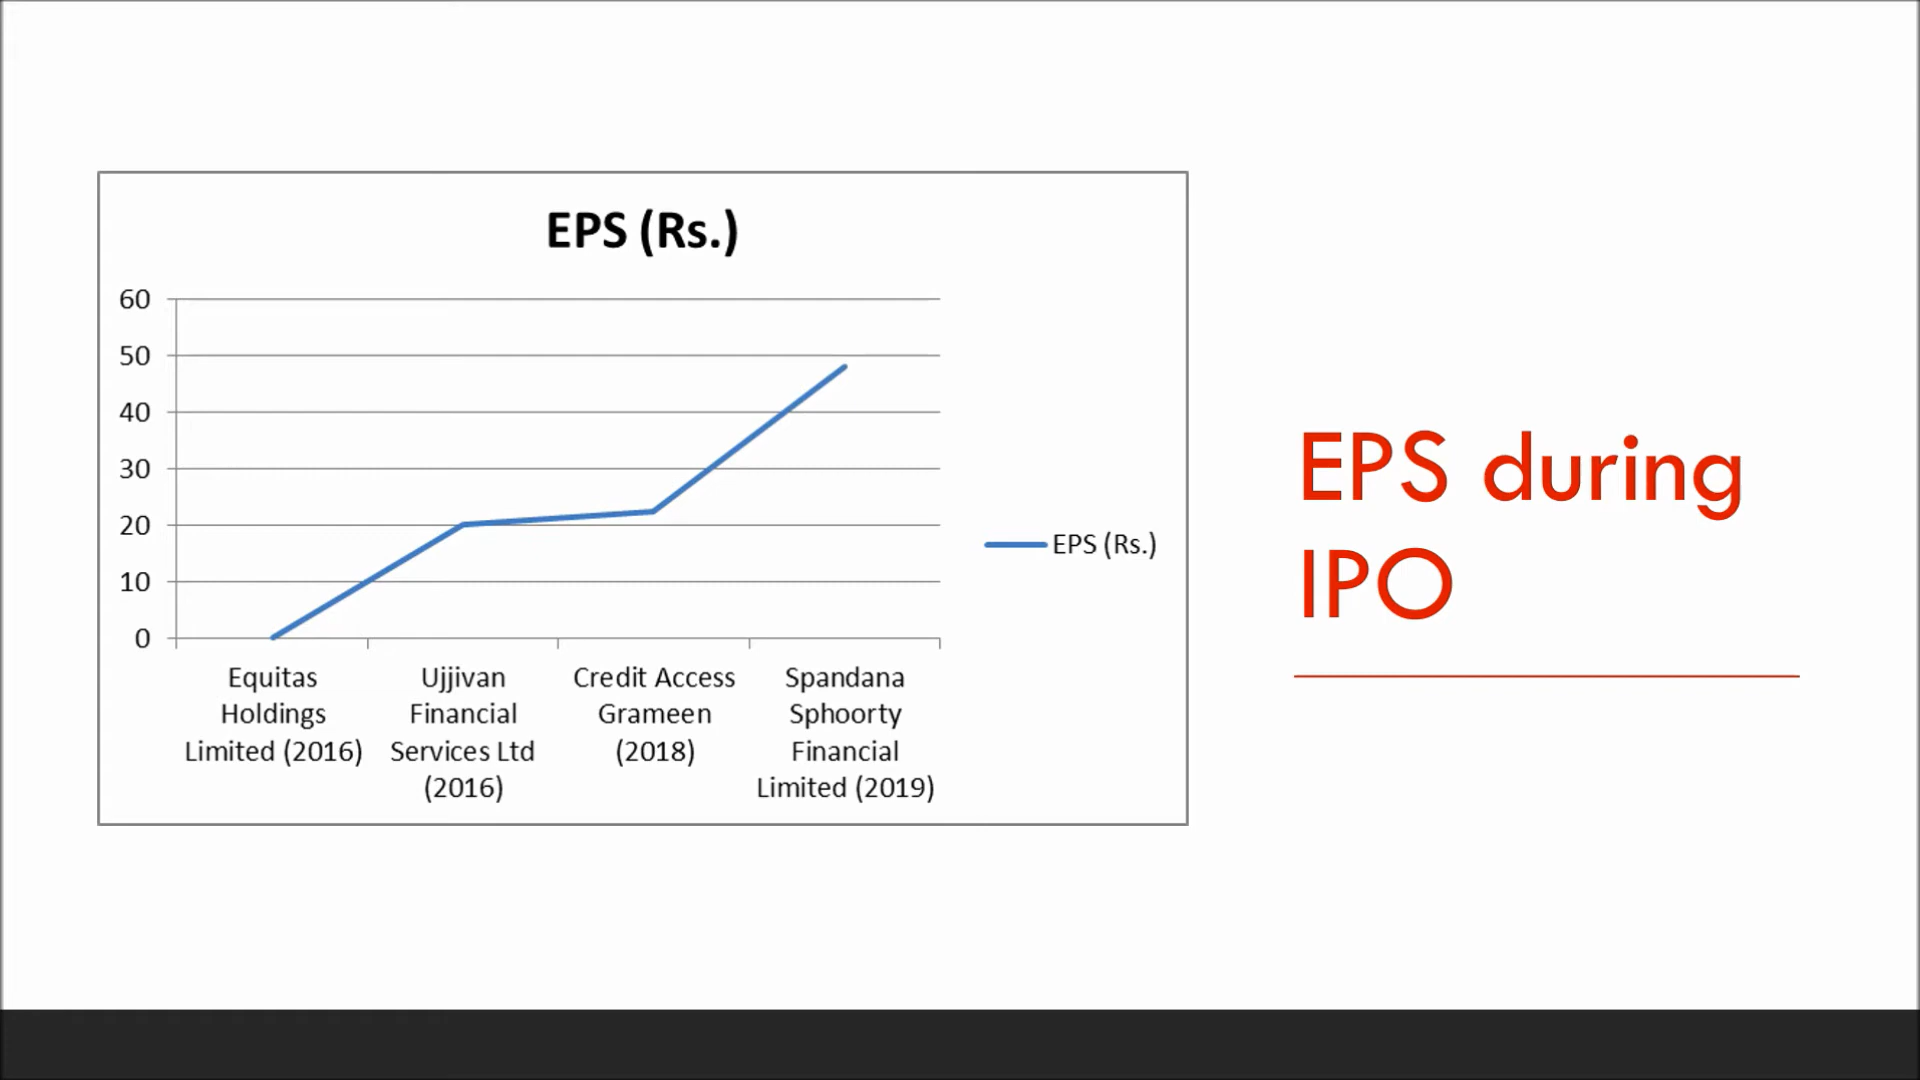 EPS (Rs.)
60
50
40
30
20
10
0
Equitas
Holdings
Limited (2016)
Ujjivan
Financial
Services Ltd
(2016)
Credit Access
Grameen
(2018)
Spandana
Sphoorty
Financial
Limited (2019)
EPS (Rs.)
EPS during
IPO